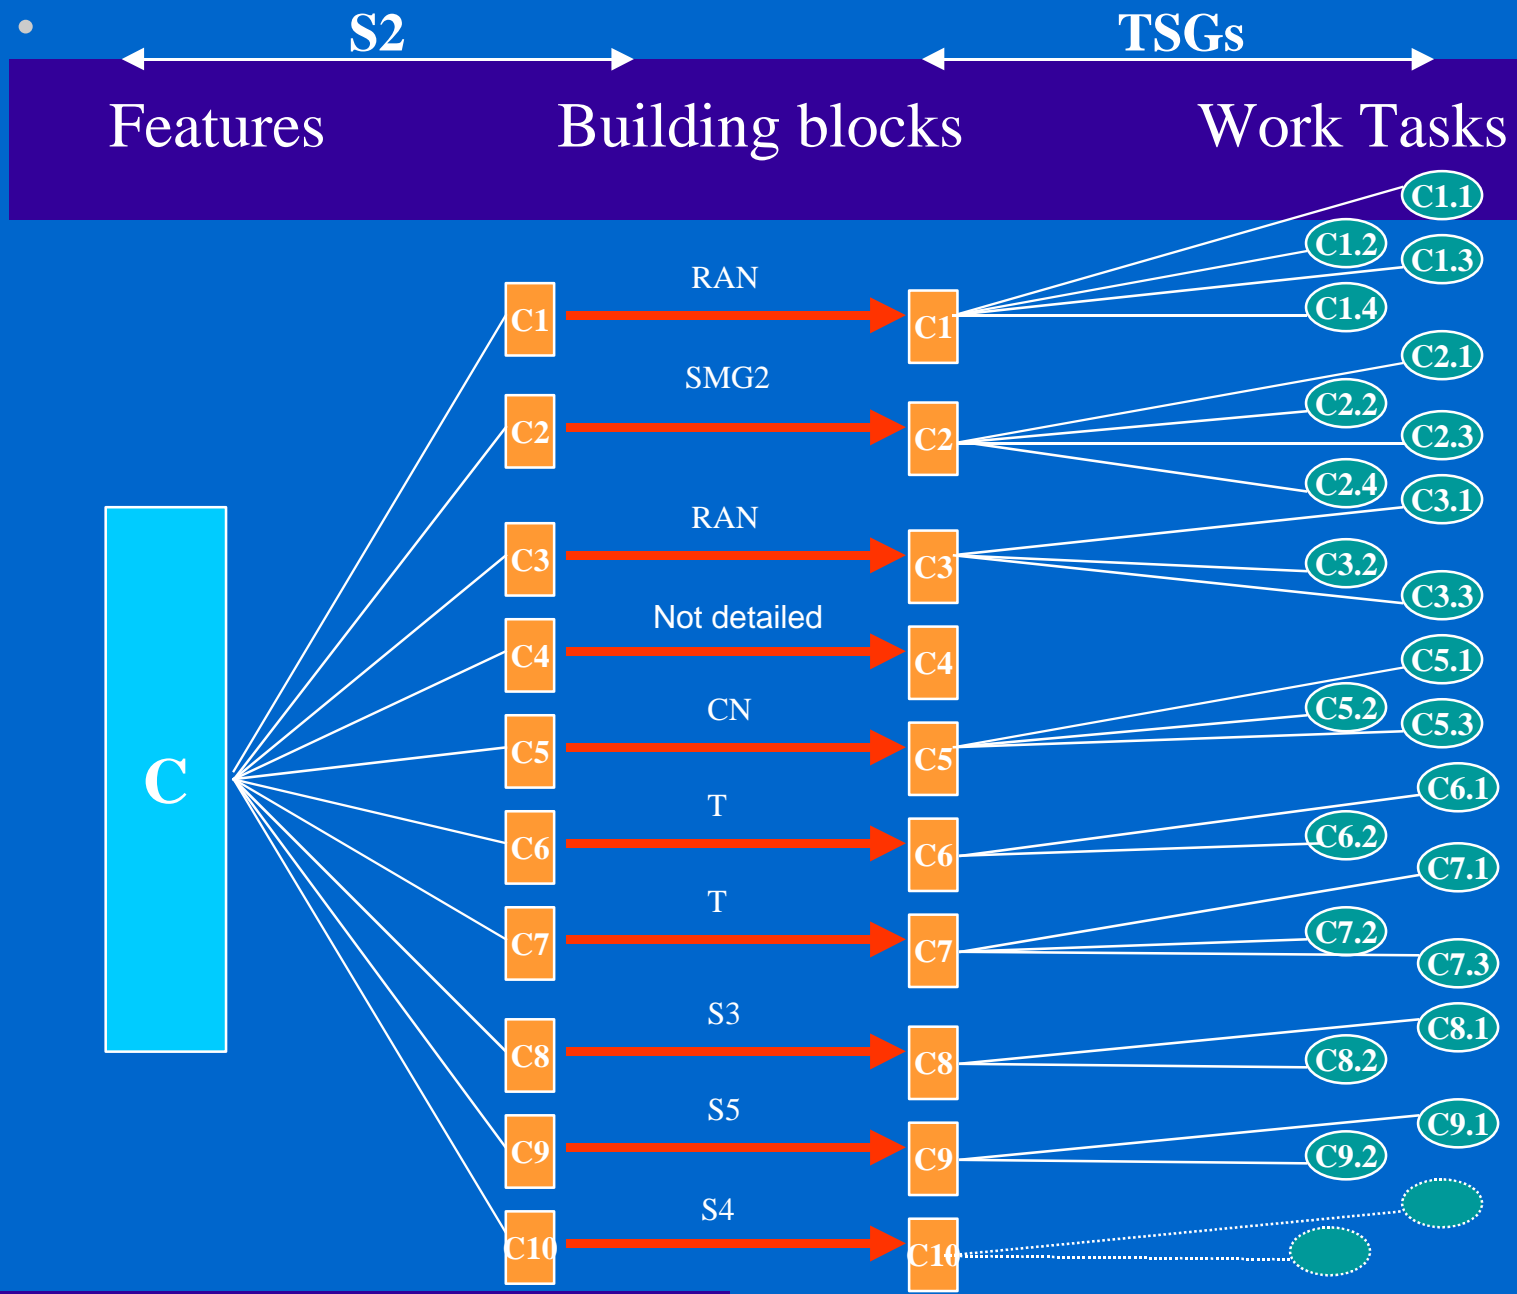 S2
TSGs
Features
Building blocks
Work Tasks
C
C1
RAN
C1
C1.1
C1.2
C1.3
C1.4
C2
SMG2
C2
C2.1
C2.2
C2.3
C2.4
C3
RAN
C3
C3.1
C3.2
C3.3
C4
Not detailed
C4
C5
CN
C5
C5.1
C5.2
C5.3
C6
T
C6
C6.1
C6.2
C7
T
C7
C7.1
C7.2
C7.3
C8
S3
C8
C8.1
C8.2
C9
S5
C9
C9.1
C9.2
C10
S4
C10